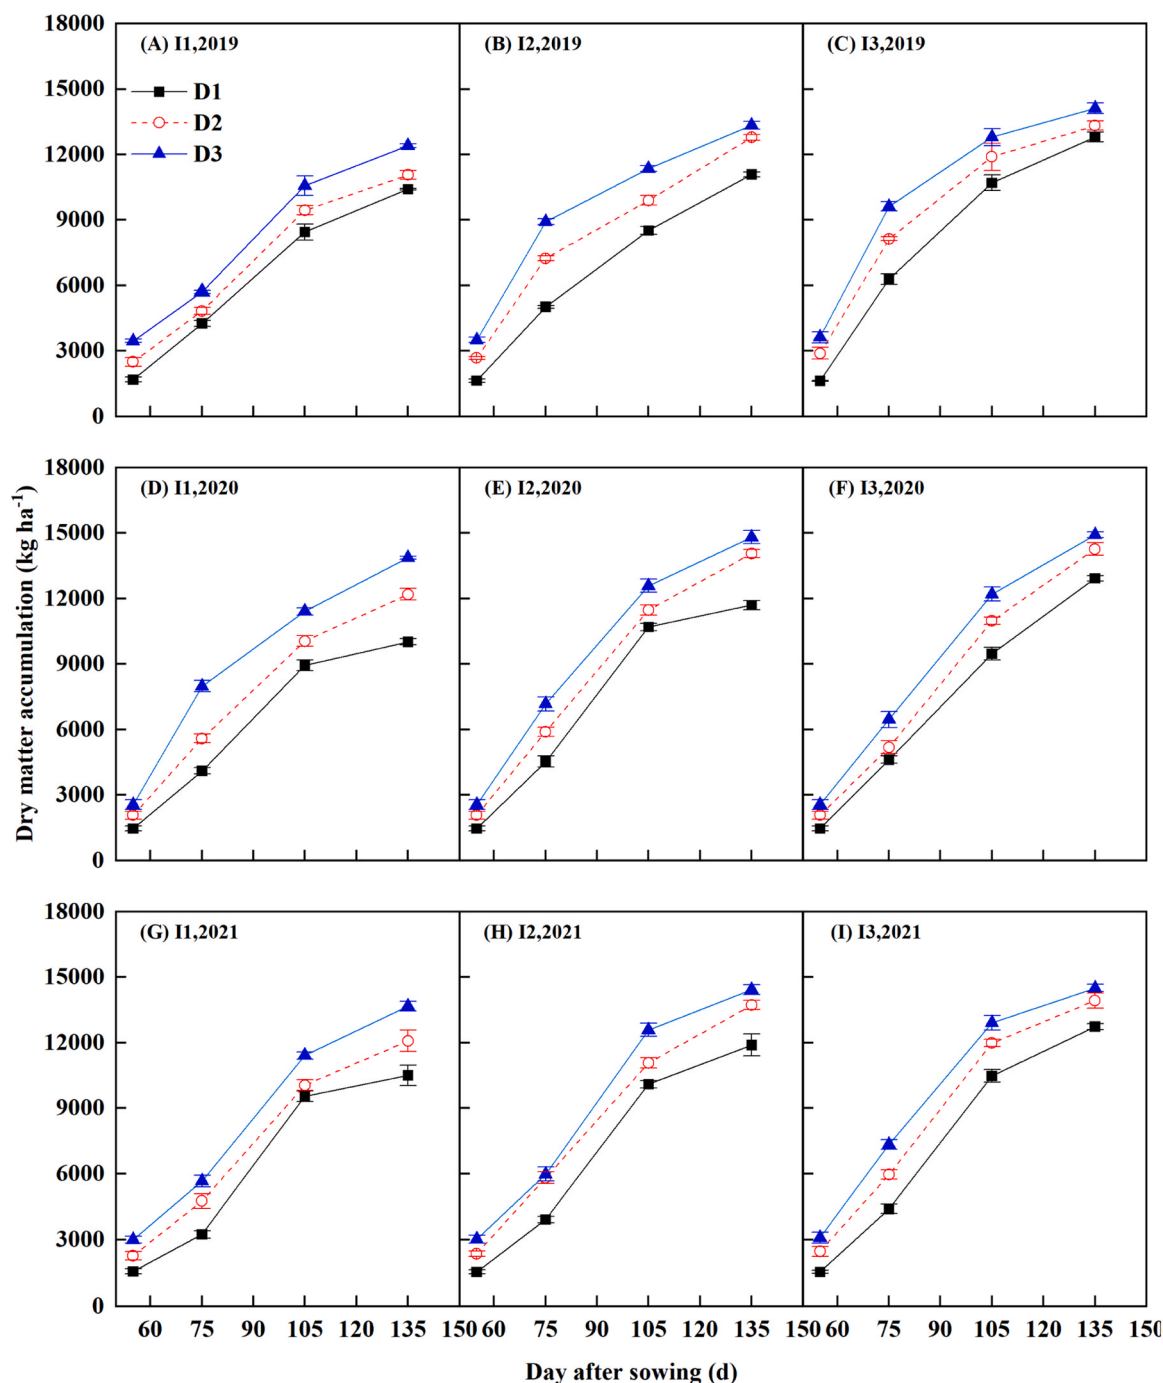 18000
15000
12000
9000
6000
3000
0
(A) I1,2019
D1
D2
D3
(B) I2,2019
(C) I3,2019
Dry matter accumulation (kg ha-1)
18000
15000
12000
9000
6000
3000
0
(D) I1,2020
(E) I2,2020
(F) I3,2020
18000
15000
12000
9000
6000
3000
0
(G) I1,2021
(H) I2,2021
(I) I3,2021
60 75 90 105 120 135 150 60 75 90 105 120 135 150 60 75 90 105 120 135 150
Day after sowing (d)